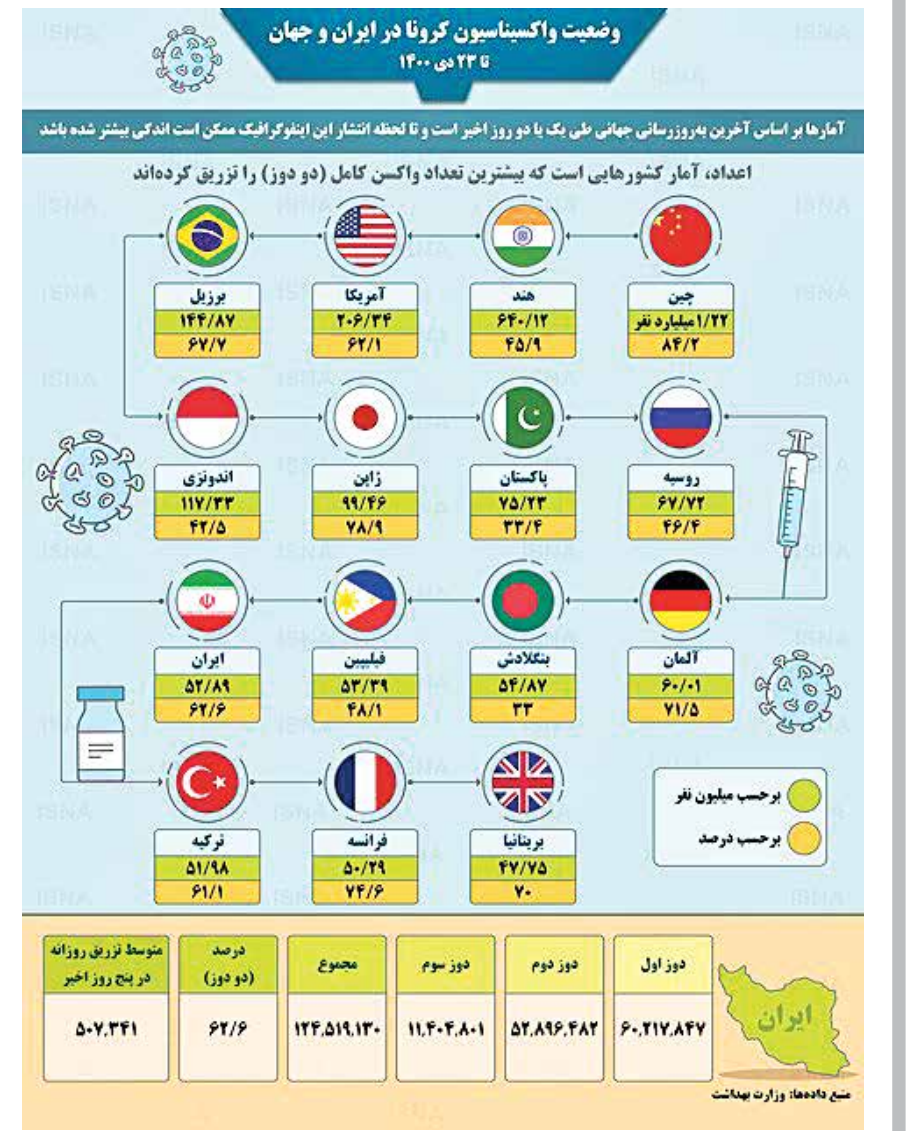 وضعیت واکسیناسیون کرونا در ایران و جهان
تا ۲۳ دی ۱۴۰۰
آمارها بر اساس آخرین به‌روزرسانی جهانی طی یک یا دو روز اخیر است و تا لحظه انتشار این اینفوگرافیک ممکن است اندکی بیشتر شده باشد
اعداد، آمار کشورهایی است که بیشترین تعداد واکسن کامل (دو دوز) را تزریق کرده‌اند
چین
۱/۲۲ میلیارد نفر
۸۴/۲
هند
۶۴۰/۱۲
۴۵/۹
آمریکا
۲۰۶/۳۴
۶۲/۱
برزیل
۱۴۴/۸۷
۶۷/۷
اندونزی
۱۱۷/۳۳
۴۲/۵
ژاپن
۹۹/۴۶
۷۸/۹
پاکستان
۷۵/۲۳
۳۳/۴
روسیه
۶۷/۷۲
۴۶/۴
آلمان
۶۰/۰۱
۷۱/۵
بنگلادش
۵۴/۸۷
۳۳
فیلیپین
۵۳/۳۹
۴۸/۱
ایران
۵۲/۸۹
۶۲/۶
ترکیه
۵۱/۹۸
۶۱/۱
فرانسه
۵۰/۲۹
۷۴/۶
بریتانیا
۴۷/۷۵
۷۰
برحسب میلیون نفر
برحسب درصد
ایران
دوز اول
۶۰,۲۱۷,۸۴۷
دوز دوم
۵۲,۸۹۶,۴۸۲
دوز سوم
۱۱,۴۰۴,۸۰۱
مجموع
۱۲۴,۵۱۹,۱۳۰
درصد
(دو دوز)
۶۲/۶
متوسط تزریق روزانه
در پنج روز اخیر
۵۰۷,۳۴۱
منبع داده‌ها: وزارت بهداشت